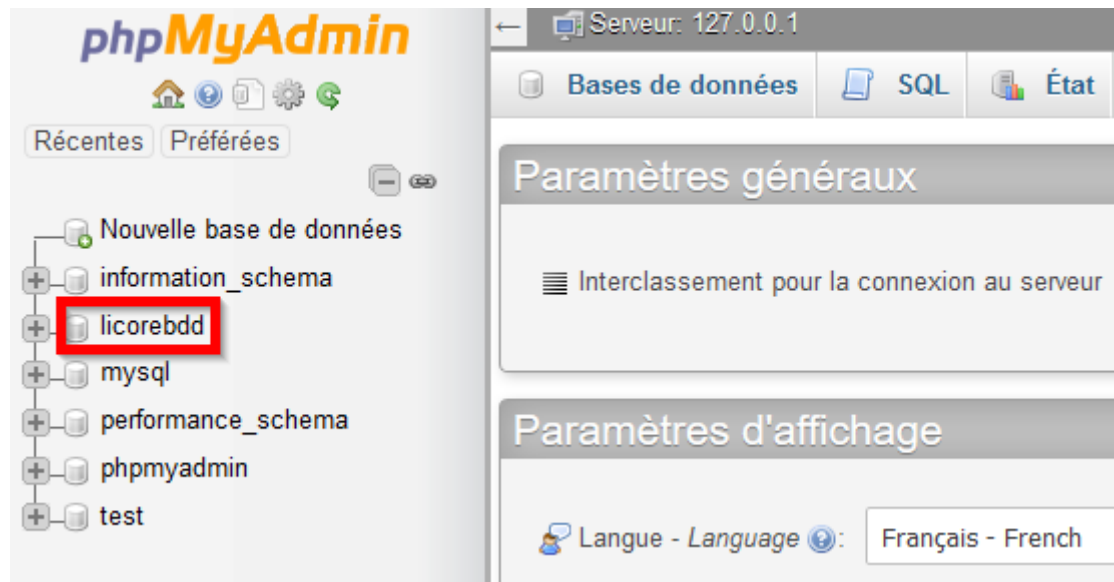 phpMyAdmin
Récentes Préférées
Nouvelle base de données
information_schema
licorebdd
mysql
performance_schema
phpmyadmin
test
Serveur: 127.0.0.1
Bases de données SQL État
Paramètres généraux
Interclassement pour la connexion au serveur
Paramètres d'affichage
Langue - Language : Français - French